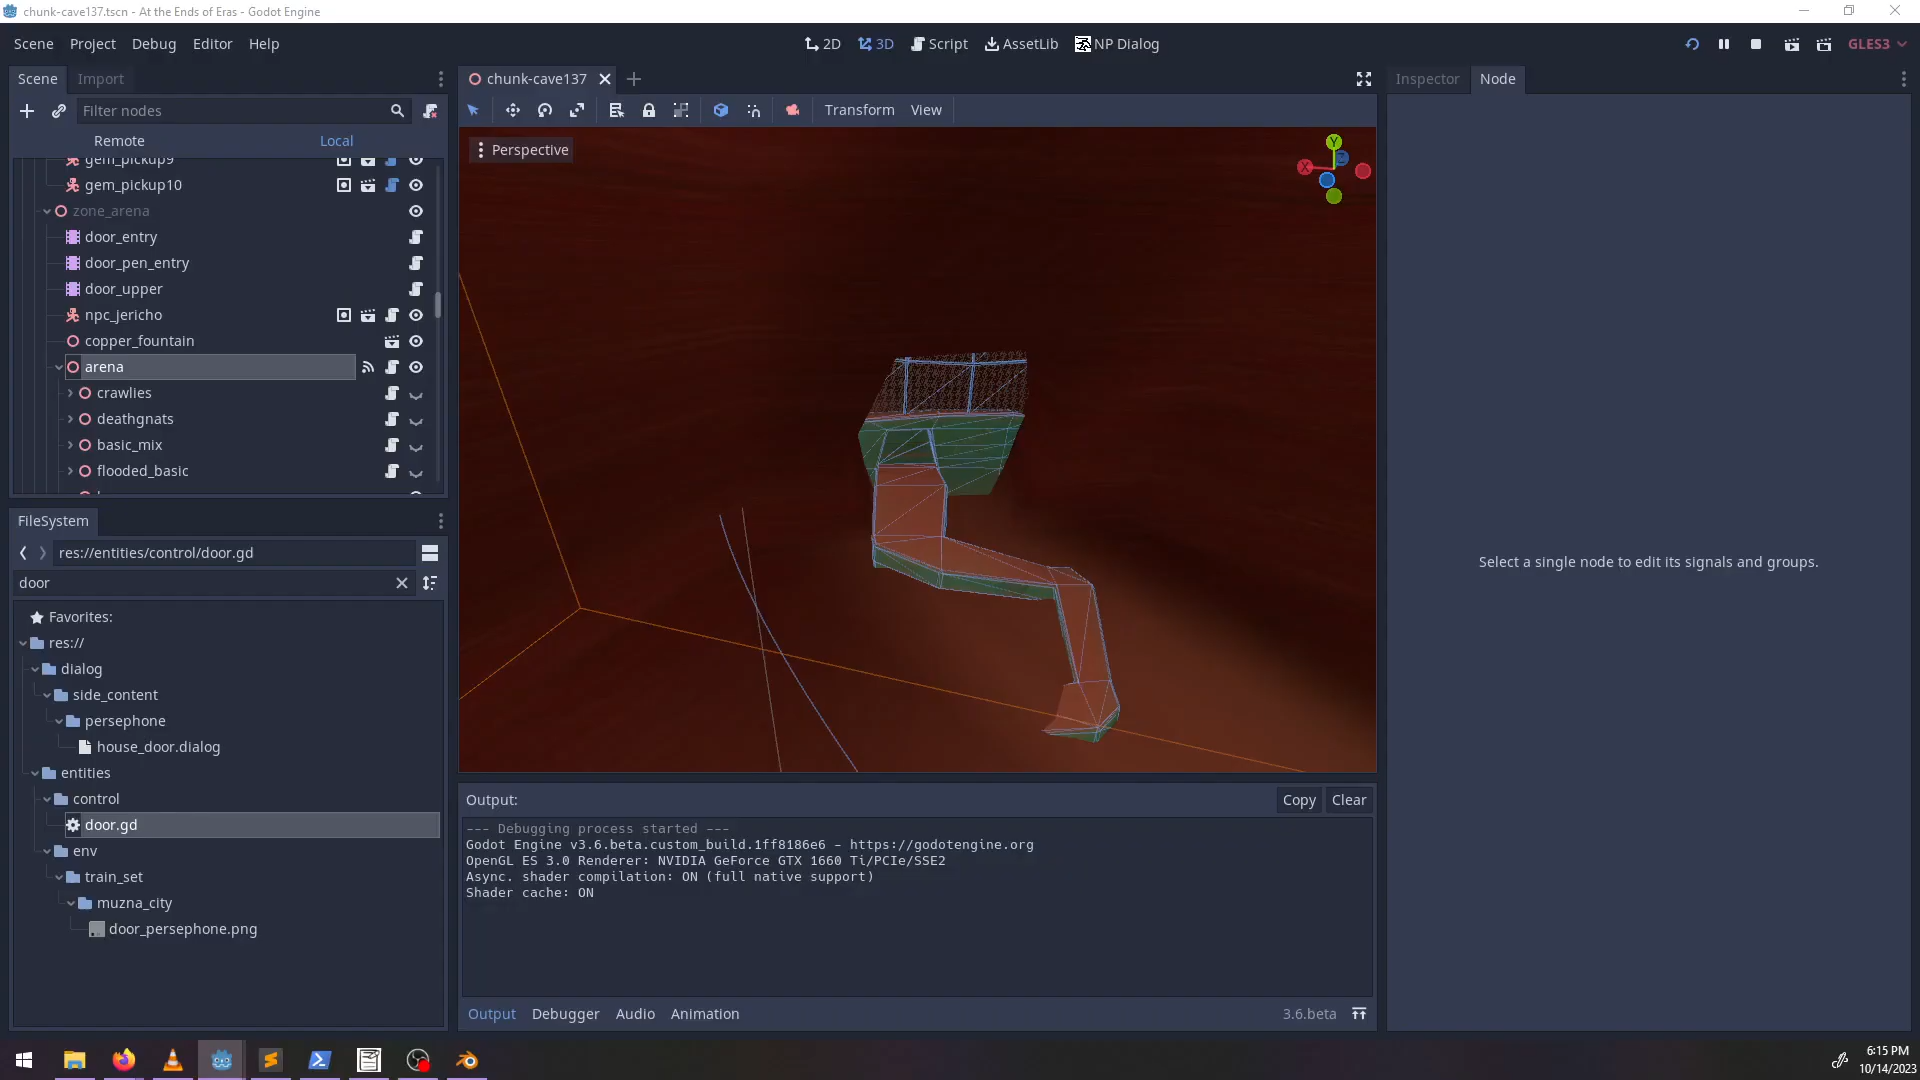 chunk-cave137.tscn - At the Ends of Eras - Godot Engine
Scene Project Debug Editor Help
2D 3D Script AssetLib NP Dialog
GLES3
Scene Import
Filter nodes
Remote Local
gem_pickup9
gem_pickup10
zone_arena
door_entry
door_pen_entry
door_upper
npc_jericho
copper_fountain
arena
crawlies
deathgnats
basic_mix
flooded_basic
FileSystem
res://entities/control/door.gd
door
Favorites:
res://
dialog
side_content
persephone
house_door.dialog
entities
control
door.gd
env
train_set
muzna_city
door_persephone.png
chunk-cave137
Transform View
Perspective
Y
X
Z
Output:
Copy Clear
--- Debugging process started ---
Godot Engine v3.6.beta.custom_build.1ff8186e6 - https://godotengine.org
OpenGL ES 3.0 Renderer: NVIDIA GeForce GTX 1660 Ti/PCIe/SSE2
Async. shader compilation: ON (full native support)
Shader cache: ON
Output Debugger Audio Animation
3.6.beta
Inspector Node
Select a single node to edit its signals and groups.
6:15 PM
10/14/2023